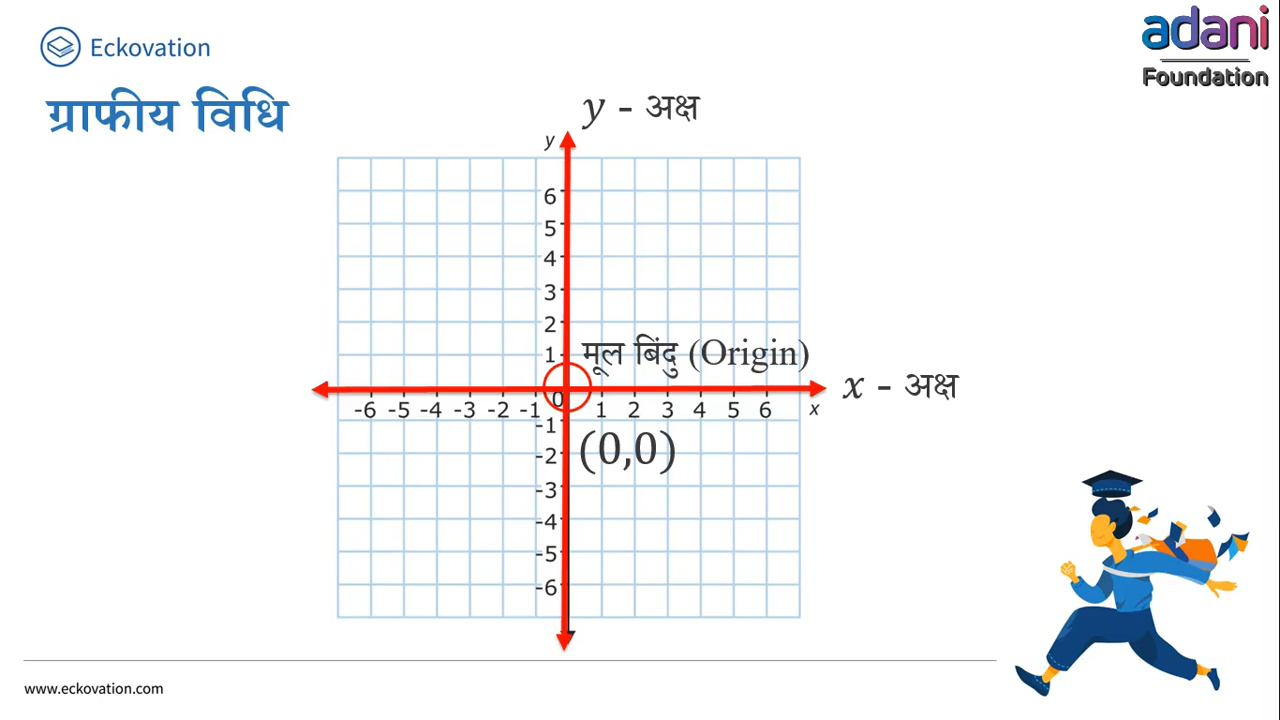 Eckovation
adani
Foundation
ग्राफीय विधि
y - अक्ष
y
6
5
4
3
2
1
मूल बिंदु (Origin)
x - अक्ष
-6 -5 -4 -3 -2 -1 0 1 2 3 4 5 6 x
-1
(0,0)
-2
-3
-4
-5
-6
www.eckovation.com